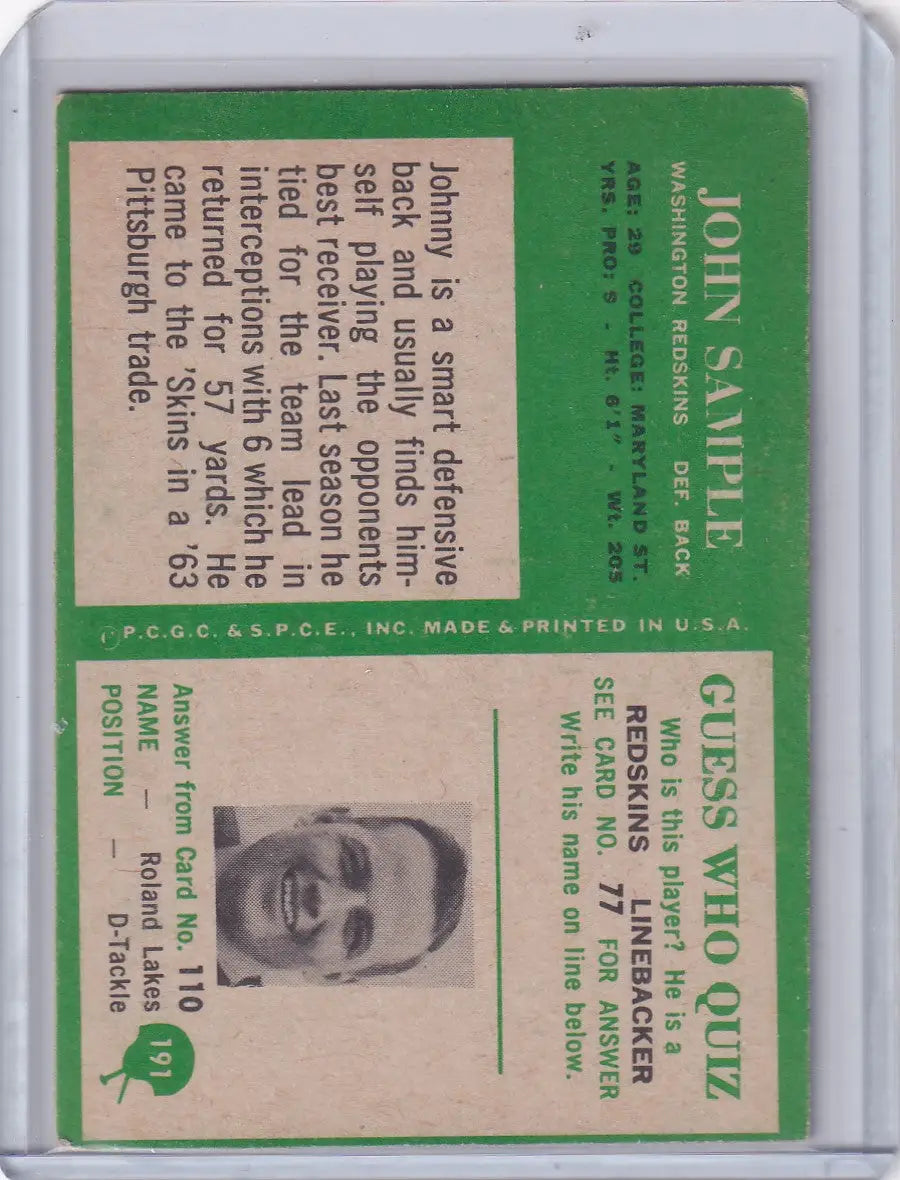 JOHN SAMPLE
WASHINGTON REDSKINS DEF. BACK
AGE: 29 COLLEGE: MARYLAND ST.
YRS. PRO: 8 - Ht. 6'1" - Wt. 205
Johnny is a smart defensive
back and usually finds him-
self playing the opponents
best receiver. Last season he
tied for the team lead in
interceptions with 6 which he
returned for 57 yards. He
came to the 'Skins in a '63
Pittsburgh trade.
©P.C.G.C. & S.P.C.E., INC. MADE & PRINTED IN U.S.A.
GUESS WHO QUIZ
Who is this player? He is a
REDSKINS LINEBACKER
SEE CARD NO. 77 FOR ANSWER
Write his name on line below.
Answer from Card No. 110
NAME — Roland Lakes
POSITION — D-Tackle
191